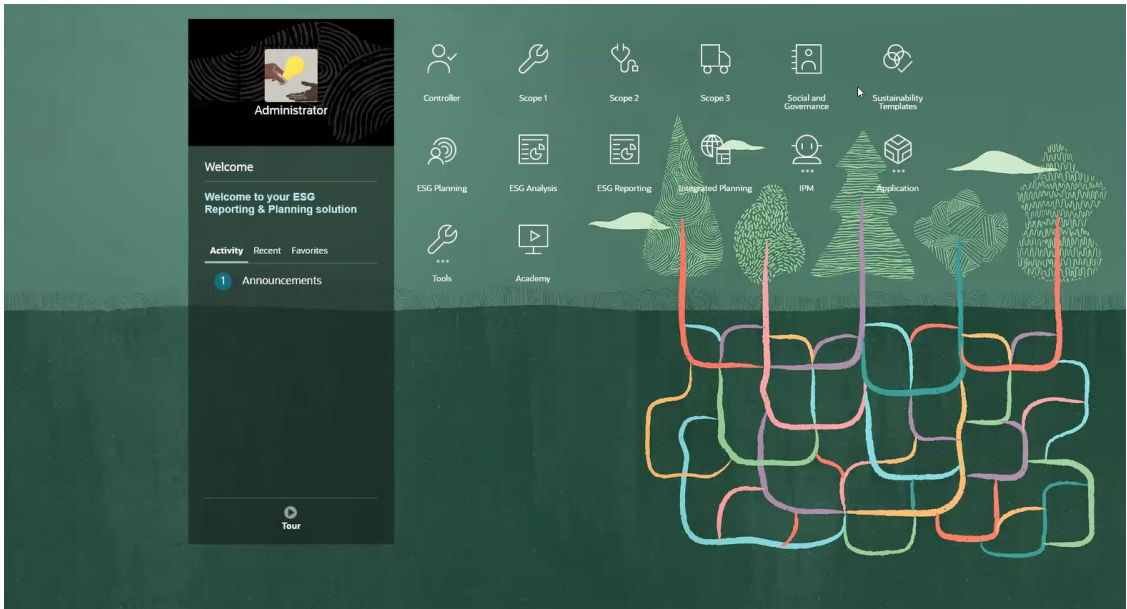 Administrator
Welcome
Welcome to your ESG
Reporting & Planning solution
Activity Recent Favorites
1 Announcements
Tour
Controller Scope 1 Scope 2 Scope 3 Social and Governance Sustainability Templates
ESG Planning ESG Analysis ESG Reporting Integrated Planning IPM Application
Tools Academy